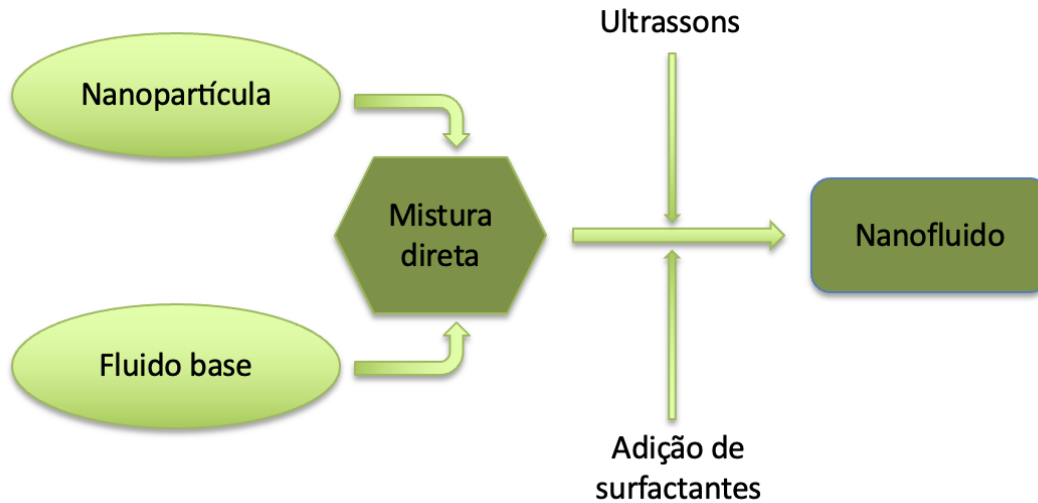 Ultrassons
Nanopartícula
Mistura
direta
Nanofluido
Fluido base
Adição de
surfactantes